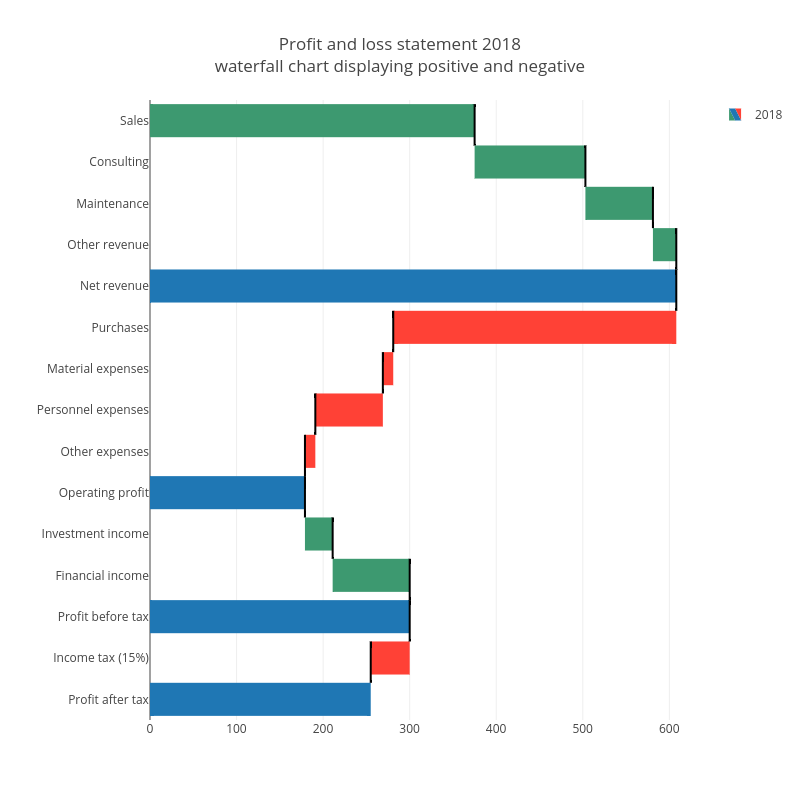 Profit and loss statement 2018
waterfall chart displaying positive and negative
2018
Sales
Consulting
Maintenance
Other revenue
Net revenue
Purchases
Material expenses
Personnel expenses
Other expenses
Operating profit
Investment income
Financial income
Profit before tax
Income tax (15%)
Profit after tax
0 100 200 300 400 500 600